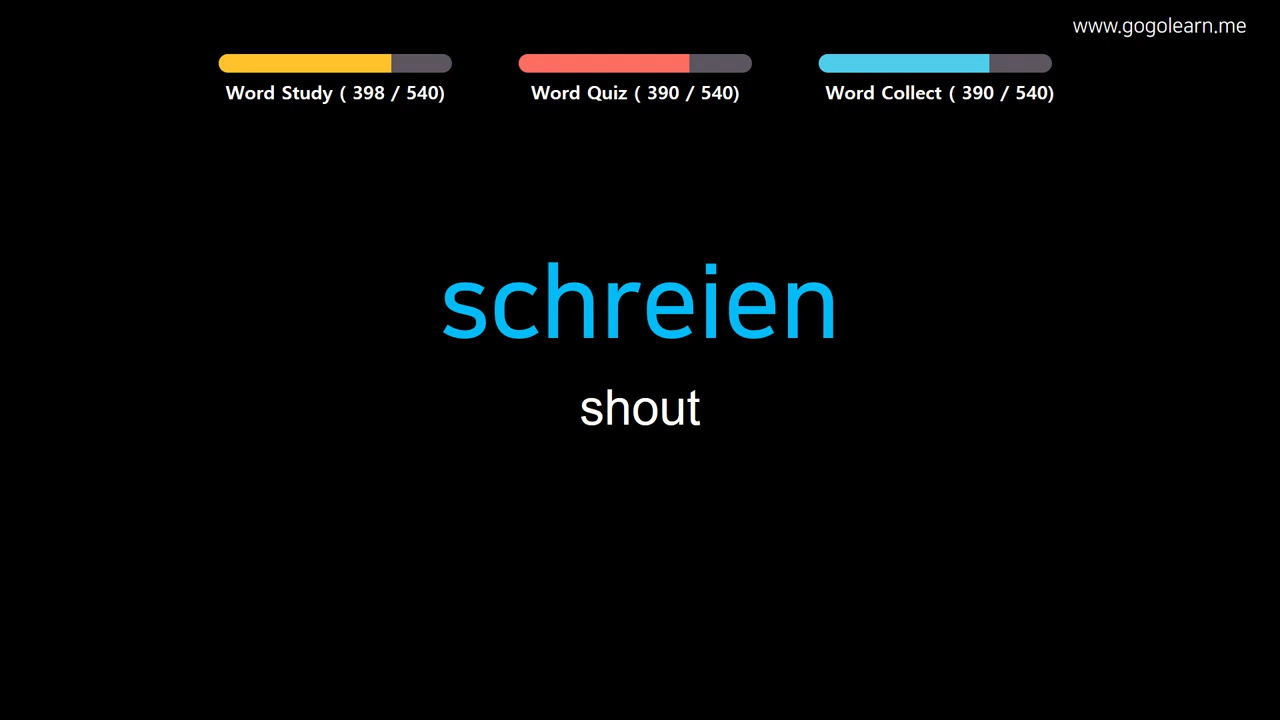 www.gogolearn.me
Word Study ( 398 / 540)
Word Quiz ( 390 / 540)
Word Collect ( 390 / 540)
schreien
shout